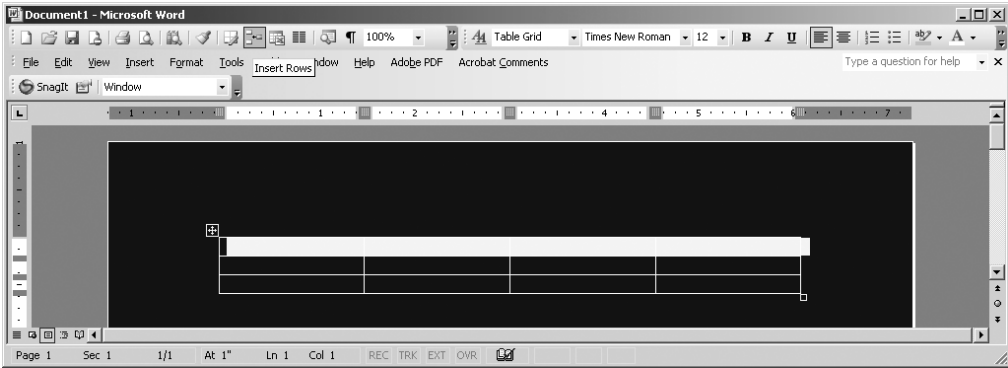 Document1 - Microsoft Word
100% Table Grid Times New Roman 12 B I U
File Edit View Insert Format Tools ndow Help Adobe PDF Acrobat Comments Type a question for help
Insert Rows
SnagIt Window
L 1 1 2 4 5 6 7
Page 1 Sec 1 1/1 At 1" Ln 1 Col 1 REC TRK EXT OVR